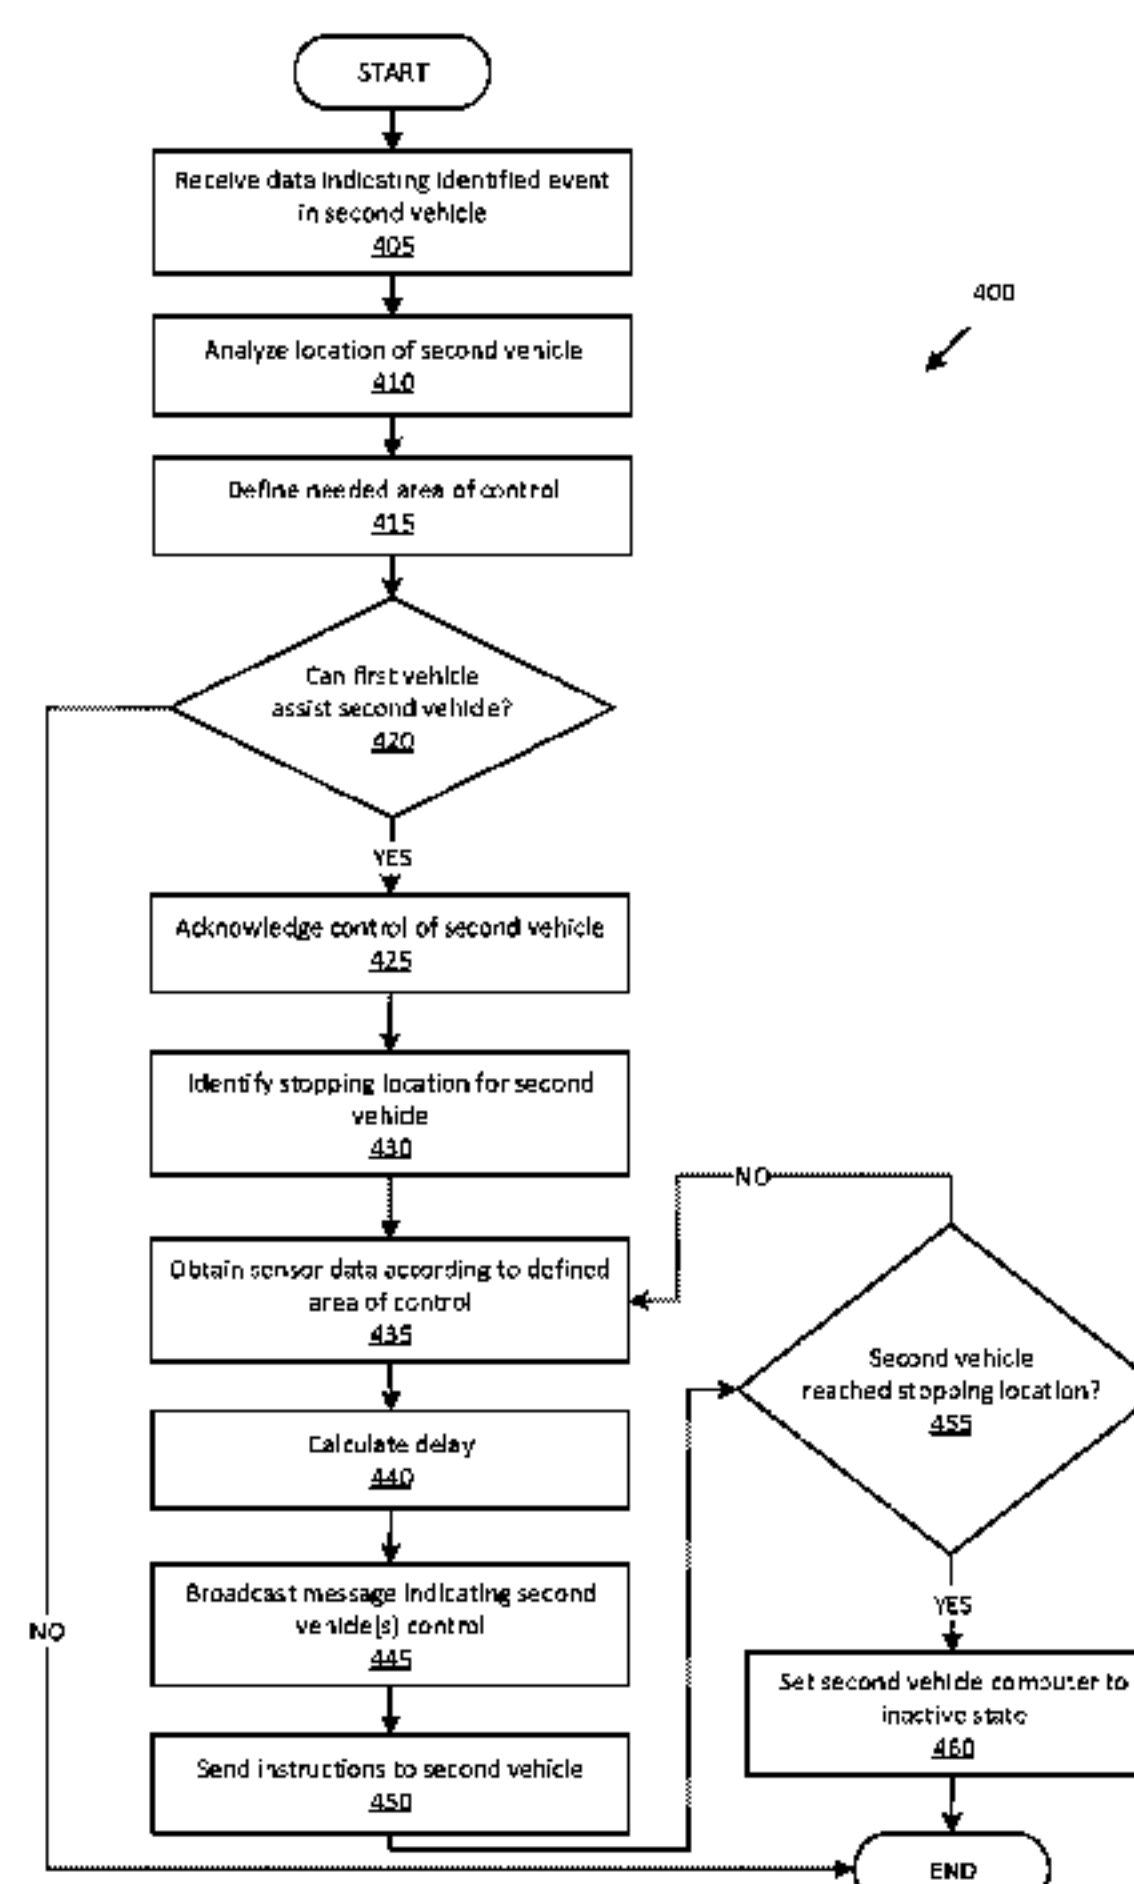 START
Receive data indicating identified event
in second vehicle
405
400
Analyze location of second vehicle
410
Define needed area of control
415
Can first vehicle
assist second vehicle?
420
YES
Acknowledge control of second vehicle
425
Identify stopping location for second
vehicle
430
NO
Obtain sensor data according to defined
area of control
435
Second vehicle
reached stopping location?
455
Calculate delay
440
Broadcast message indicating second
vehicle(s) control
445
YES
NO
Set second vehicle computer to
inactive state
460
Send instructions to second vehicle
450
END